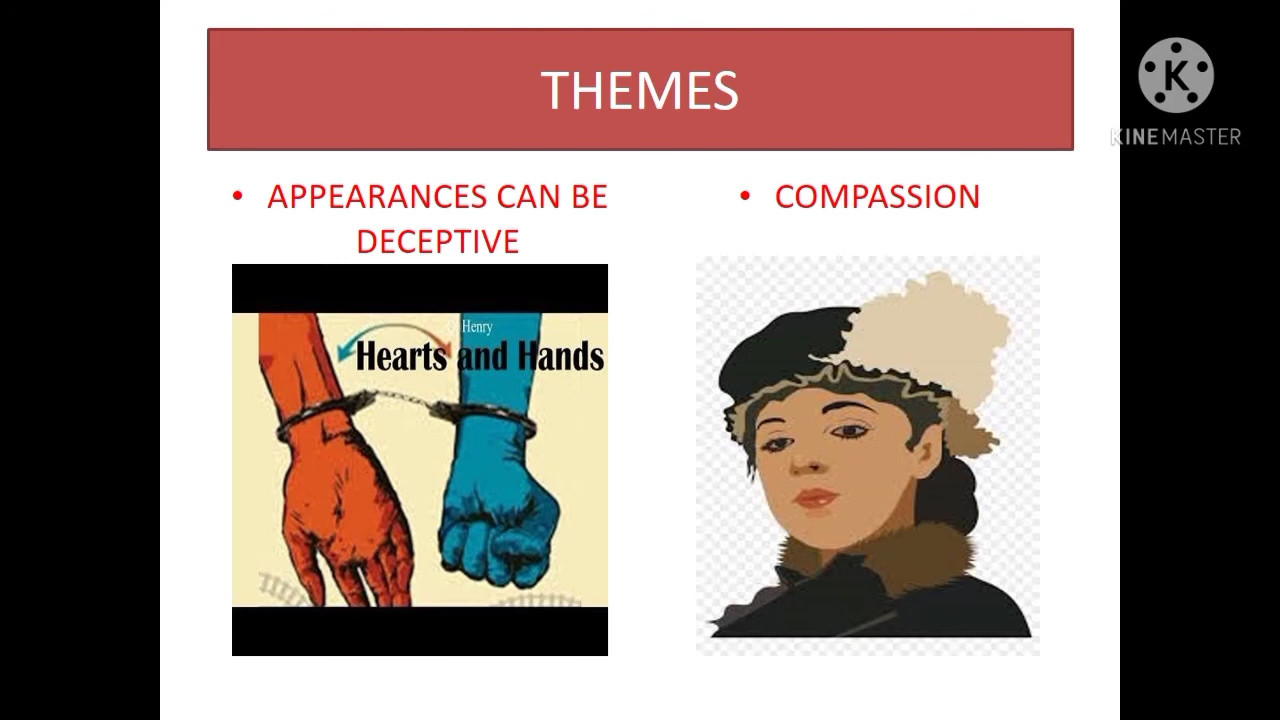 THEMES
• APPEARANCES CAN BE
DECEPTIVE
• COMPASSION
Henry
Hearts and Hands
K
KINEMASTER